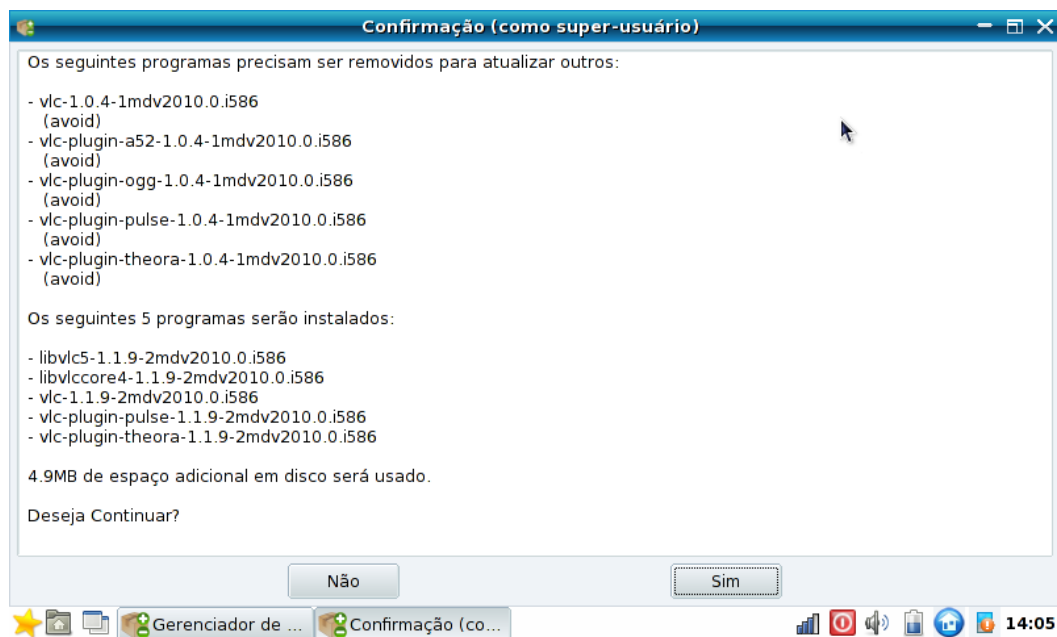 Confirmação (como super-usuário)
Os seguintes programas precisam ser removidos para atualizar outros:
- vlc-1.0.4-1mdv2010.0.i586
(avoid)
- vlc-plugin-a52-1.0.4-1mdv2010.0.i586
(avoid)
- vlc-plugin-ogg-1.0.4-1mdv2010.0.i586
(avoid)
- vlc-plugin-pulse-1.0.4-1mdv2010.0.i586
(avoid)
- vlc-plugin-theora-1.0.4-1mdv2010.0.i586
(avoid)
Os seguintes 5 programas serão instalados:
- libvlc5-1.1.9-2mdv2010.0.i586
- libvlccore4-1.1.9-2mdv2010.0.i586
- vlc-1.1.9-2mdv2010.0.i586
- vlc-plugin-pulse-1.1.9-2mdv2010.0.i586
- vlc-plugin-theora-1.1.9-2mdv2010.0.i586
4.9MB de espaço adicional em disco será usado.
Deseja Continuar?
Não Sim
Gerenciador de ... Confirmação (co... 14:05